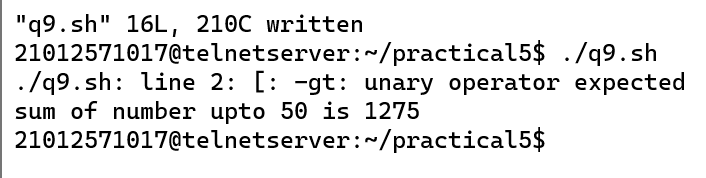 "q9.sh" 16L, 210C written
21012571017@telnetserver:~/practical5$ ./q9.sh
./q9.sh: line 2: [: -gt: unary operator expected
sum of number upto 50 is 1275
21012571017@telnetserver:~/practical5$